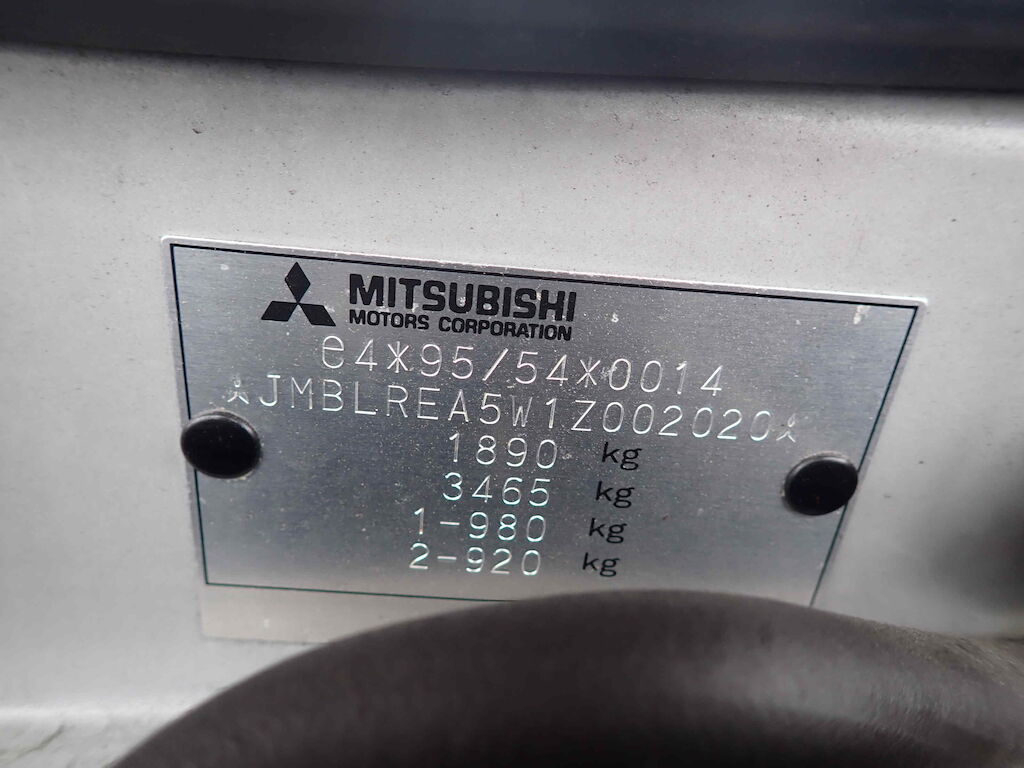 MITSUBISHI
MOTORS CORPORATION
e4*95/54*0014
JMBLREA5W1Z002020
1890 kg
3465 kg
1-980 kg
2-920 kg